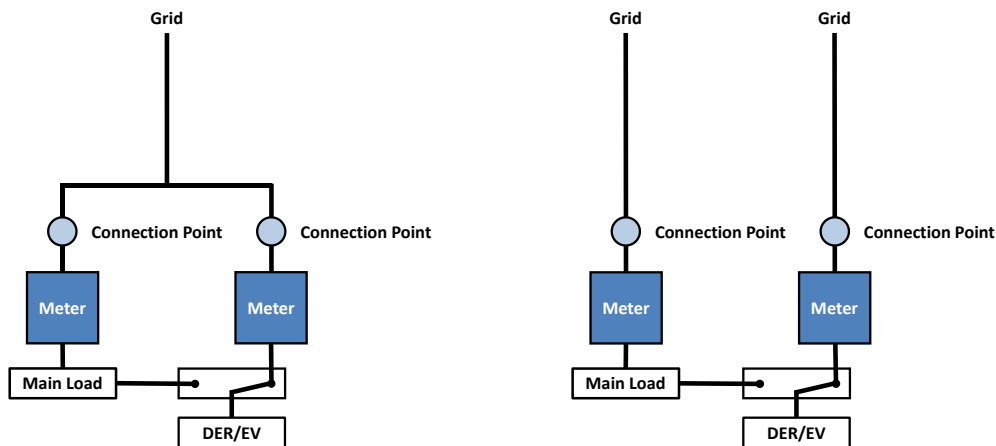 Grid
Connection Point
Connection Point
Meter
Meter
Main Load
DER/EV
Grid
Grid
Connection Point
Connection Point
Meter
Meter
Main Load
DER/EV